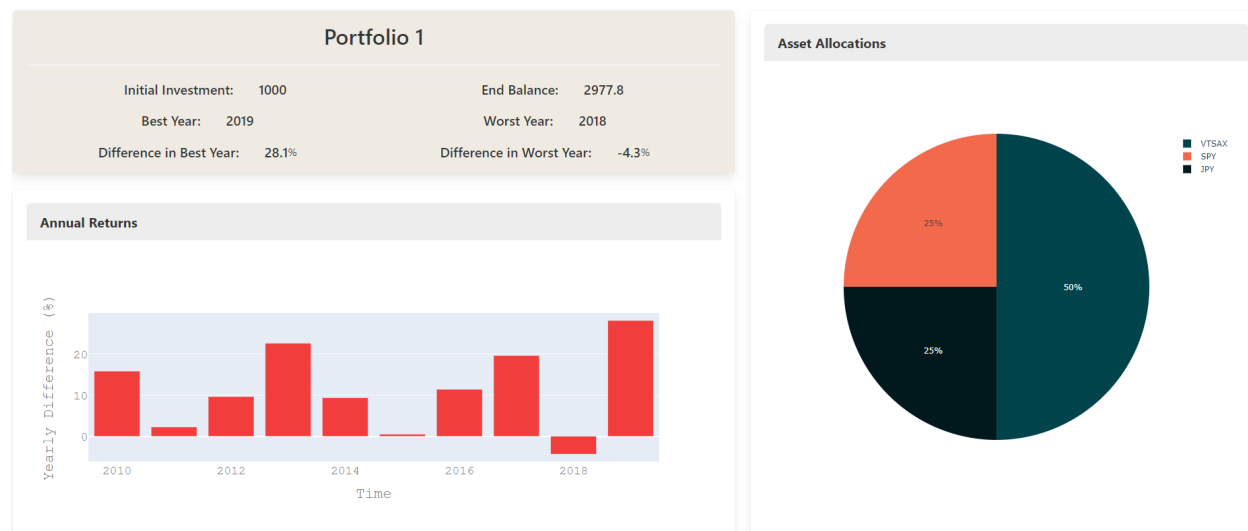 Portfolio 1
Initial Investment: 1000 End Balance: 2977.8
Best Year: 2019 Worst Year: 2018
Difference in Best Year: 28.1% Difference in Worst Year: -4.3%
Annual Returns
Yearly Difference (%)
20
10
0
2010 2012 2014 2016 2018
Time
Asset Allocations
VTSAX
SPY
JPY
25%
50%
25%